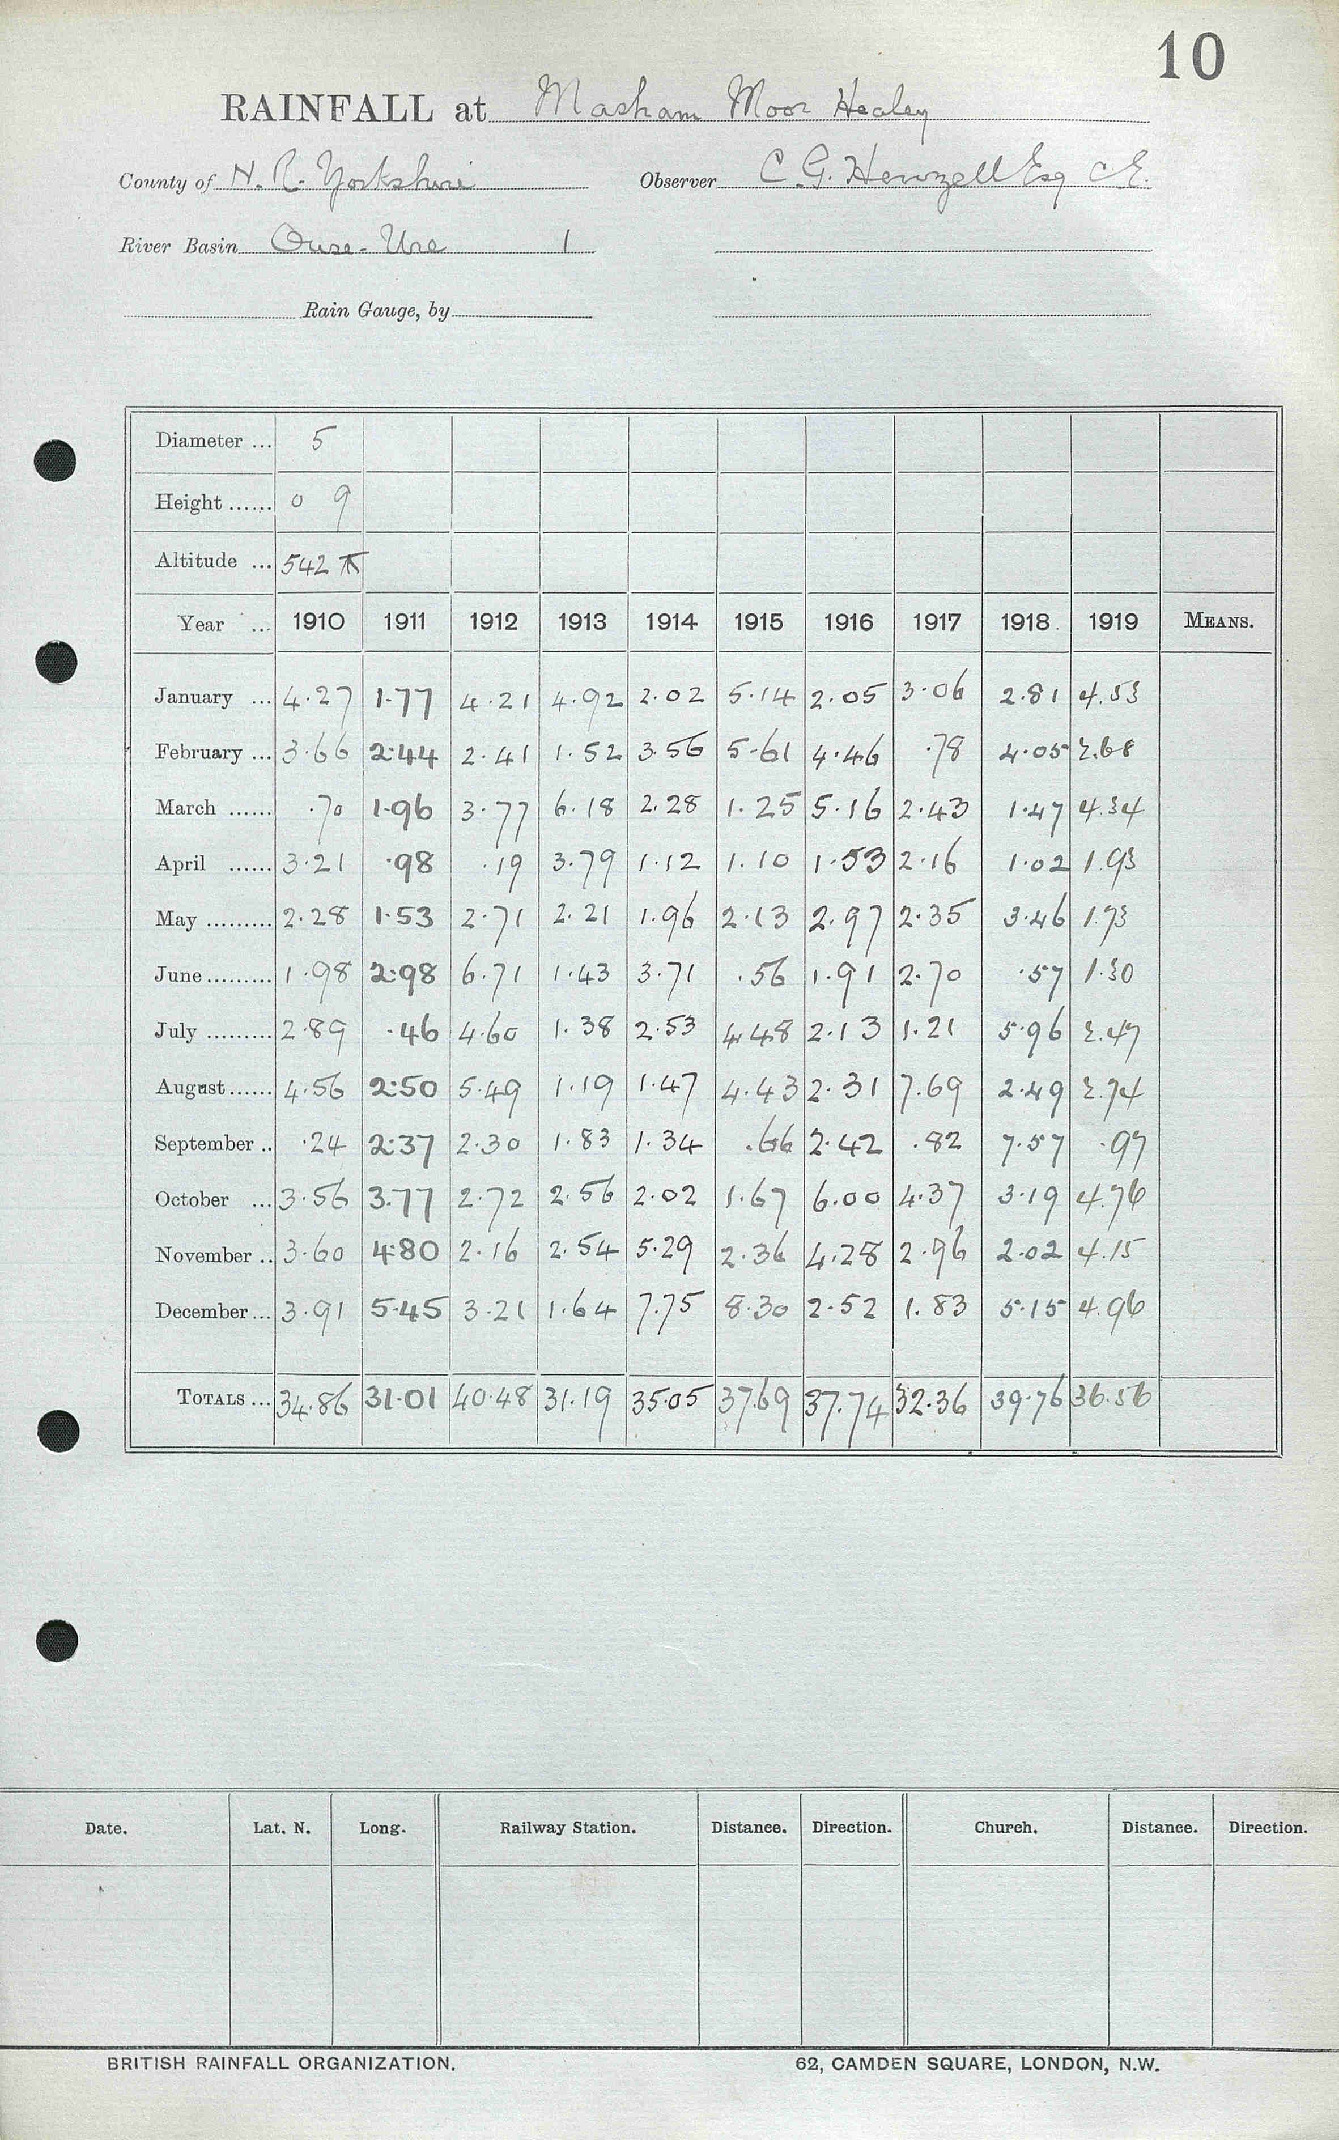 10
RAINFALL at Masham Moor Healey
County of N. R. Yorkshire Observer C. G. Henzell Esq C.E.
River Basin Ouse-Ure 1
Rain Gauge, by
Diameter ... 5
Height ...... 0 9
Altitude ... 542
Year ... 1910 1911 1912 1913 1914 1915 1916 1917 1918. 1919 MEANS.
January ... 4.27 1.77 4.21 4.92 2.02 5.14 2.05 3.06 2.81 4.53
February ... 3.66 2.44 2.41 1.52 3.56 5.61 4.46 .78 4.05 2.68
March ...... .70 1.96 3.77 6.18 2.28 1.25 5.16 2.43 1.47 4.34
April ...... 3.21 .98 .19 3.79 1.12 1.10 1.53 2.16 1.02 1.93
May ......... 2.28 1.53 2.71 2.21 1.96 2.13 2.97 2.35 3.46 1.73
June ......... 1.98 2.98 6.71 1.43 3.71 .56 1.91 2.70 .57 1.30
July ......... 2.89 .46 4.60 1.38 2.53 4.48 2.13 1.21 5.96 2.47
August ...... 4.56 2.50 5.49 1.19 1.47 4.43 2.31 7.69 2.49 2.74
September .. .24 2.37 2.30 1.83 1.34 .66 2.42 .82 7.57 .97
October ... 3.56 3.77 2.72 2.56 2.02 1.67 6.00 4.37 3.19 4.76
November .. 3.60 4.80 2.16 2.54 5.29 2.36 4.28 2.96 2.02 4.15
December ... 3.91 5.45 3.21 1.64 7.75 8.30 2.52 1.83 5.15 4.96
TOTALS ... 34.86 31.01 40.48 31.19 35.05 37.69 37.74 32.36 39.76 36.56
Date. Lat. N. Long. Railway Station. Distance. Direction. Church. Distance. Direction.
BRITISH RAINFALL ORGANIZATION. 62, CAMDEN SQUARE, LONDON, N.W.